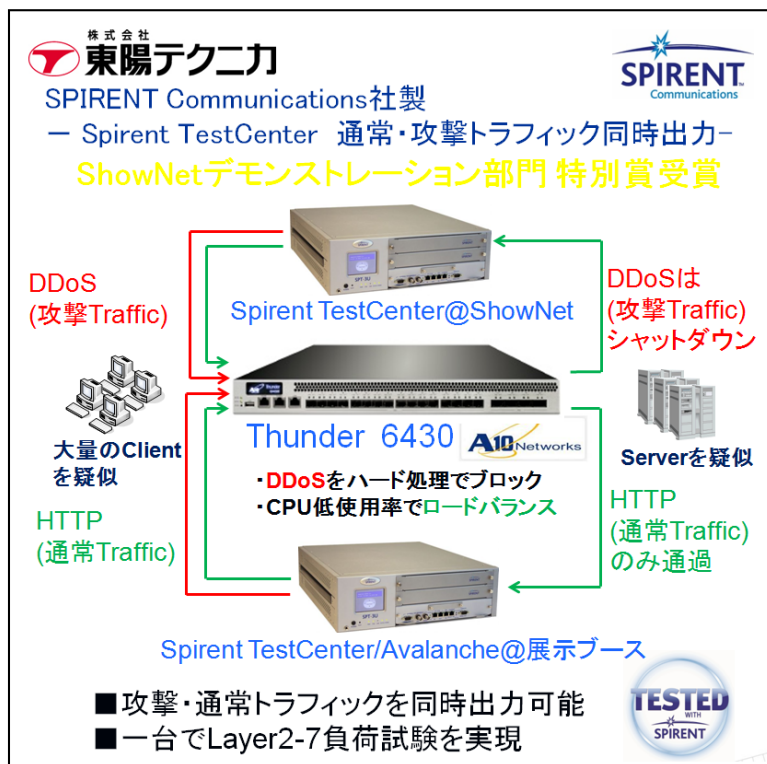 株式会社
東陽テクニカ
SPIRENT™
Communications
SPIRENT Communications社製
ー Spirent TestCenter 通常・攻撃トラフィック同時出力−
ShowNetデモンストレーション部門 特別賞受賞
DDoS
(攻撃Traffic)
SPT-3U
Spirent TestCenter@ShowNet
DDoSは
(攻撃Traffic)
シャットダウン
Thunder
大量のClient
を疑似
Thunder 6430
A10 Networks
Serverを疑似
・DDoSをハード処理でブロック
・CPU低使用率でロードバランス
HTTP
(通常Traffic)
HTTP
(通常Traffic)
のみ通過
SPT-3U
Spirent TestCenter/Avalanche@展示ブース
■攻撃・通常トラフィックを同時出力可能
■一台でLayer2-7負荷試験を実現
TESTED
WITH
SPIRENT